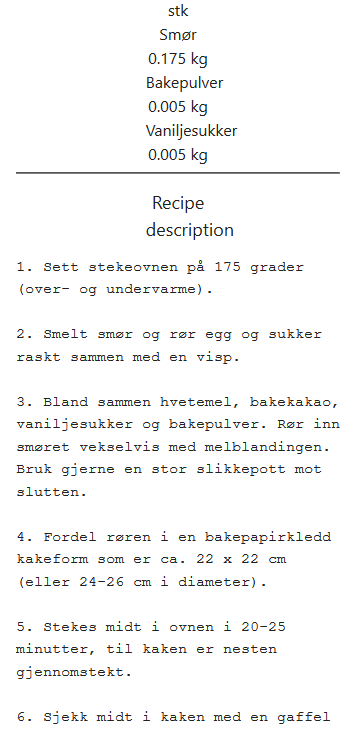 stk
Smør
0.175 kg
Bakepulver
0.005 kg
Vaniljesukker
0.005 kg
Recipe
description
1. Sett stekeovnen på 175 grader
(over- og undervarme).
2. Smelt smør og rør egg og sukker
raskt sammen med en visp.
3. Bland sammen hvetemel, bakekakao,
vaniljesukker og bakepulver. Rør inn
smøret vekselvis med melblandingen.
Bruk gjerne en stor slikkepott mot
slutten.
4. Fordel røren i en bakepapirkledd
kakeform som er ca. 22 x 22 cm
(eller 24-26 cm i diameter).
5. Stekes midt i ovnen i 20-25
minutter, til kaken er nesten
gjennomstekt.
6. Sjekk midt i kaken med en gaffel